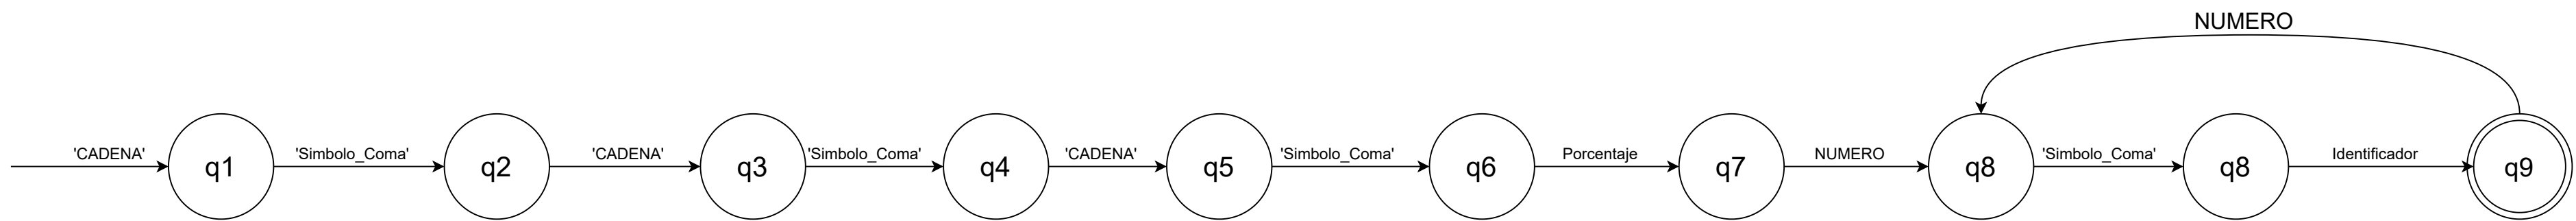 NUMERO
'CADENA'
q1
'Simbolo_Coma'
q2
'CADENA'
q3
'Simbolo_Coma'
q4
'CADENA'
q5
'Simbolo_Coma'
q6
Porcentaje
q7
NUMERO
q8
'Simbolo_Coma'
q8
Identificador
q9